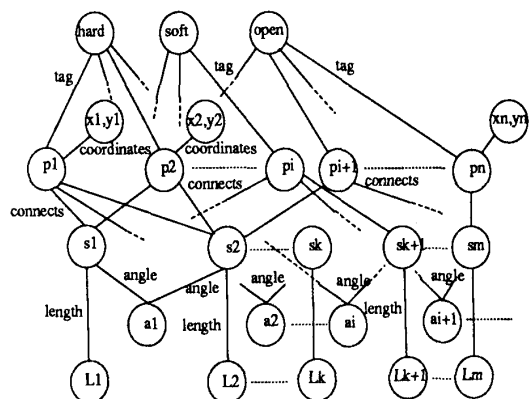 hard soft open
tag tag tag
x1,y1 x2,y2 xn,yn
coordinates coordinates
p1 p2 pi pi+1 pn
connects connects connects
s1 s2 sk sk+1 sm
angle angle angle angle angle
length length length
a1 a2 ai ai+1
L1 L2 Lk Lk+1 Lm